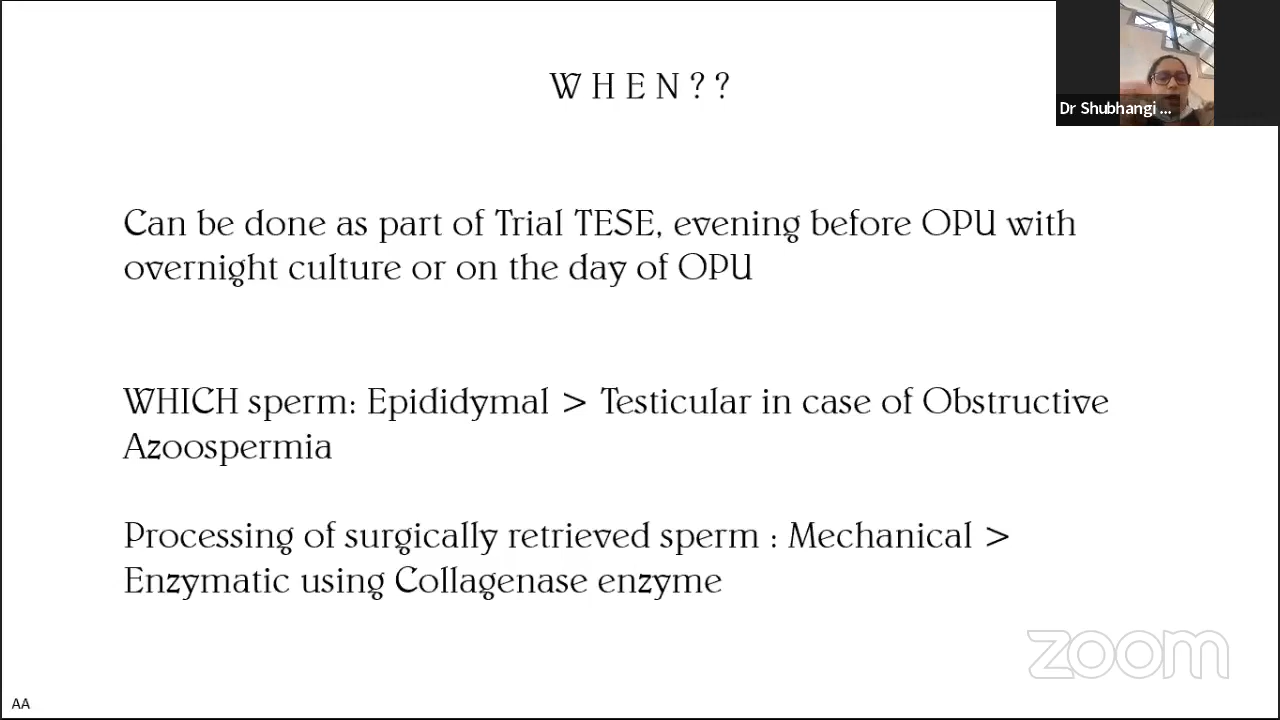 WHEN??
Dr Shubhangi ...
Can be done as part of Trial TESE, evening before OPU with
overnight culture or on the day of OPU
WHICH sperm: Epididymal > Testicular in case of Obstructive
Azoospermia
Processing of surgically retrieved sperm : Mechanical >
Enzymatic using Collagenase enzyme
zoom
AA